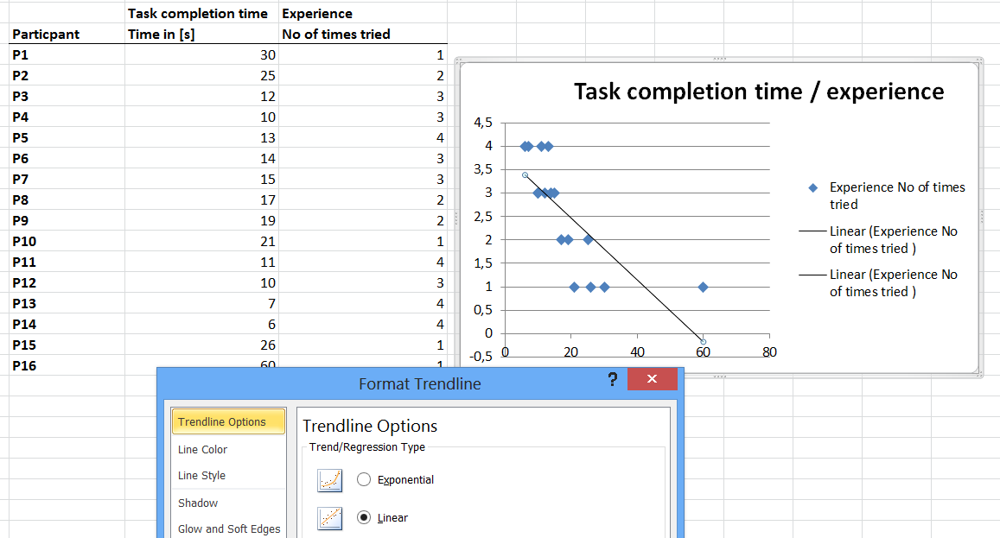 Task completion time Experience
Particpant Time in [s] No of times tried
P1 30 1
P2 25 2
P3 12 3
P4 10 3
P5 13 4
P6 14 3
P7 15 3
P8 17 2
P9 19 2
P10 21 1
P11 11 4
P12 10 3
P13 7 4
P14 6 4
P15 26 1
P16 60 1
Task completion time / experience
4,5
4
3,5
3
2,5
2
1,5
1
0,5
0
-0,5
0 20 40 60 80
Experience No of times
tried
Linear (Experience No
of times tried )
Linear (Experience No
of times tried )
Format Trendline
?
Trendline Options
Line Color
Line Style
Shadow
Glow and Soft Edges
Trendline Options
Trend/Regression Type
Exponential
Linear